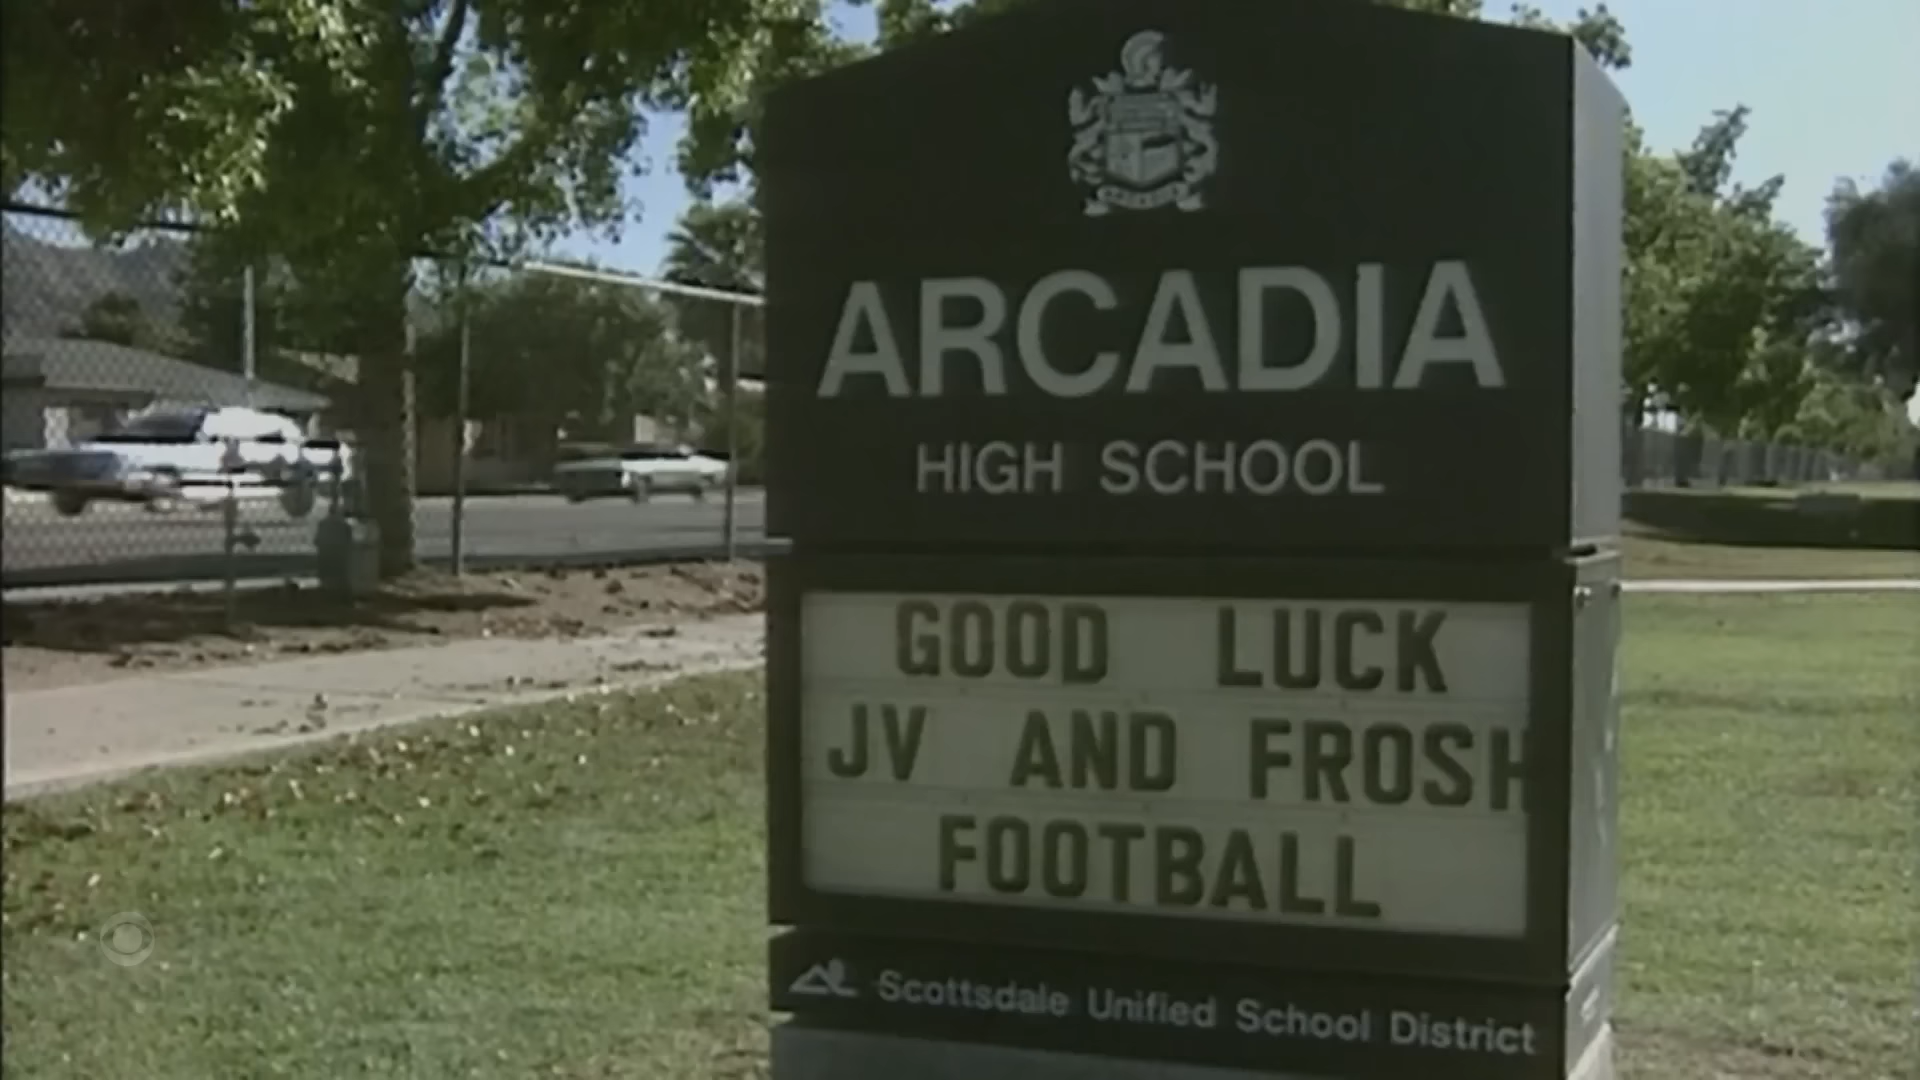 ARCADIA
HIGH SCHOOL
GOOD LUCK
JV AND FROSH
FOOTBALL
Scottsdale Unified School District